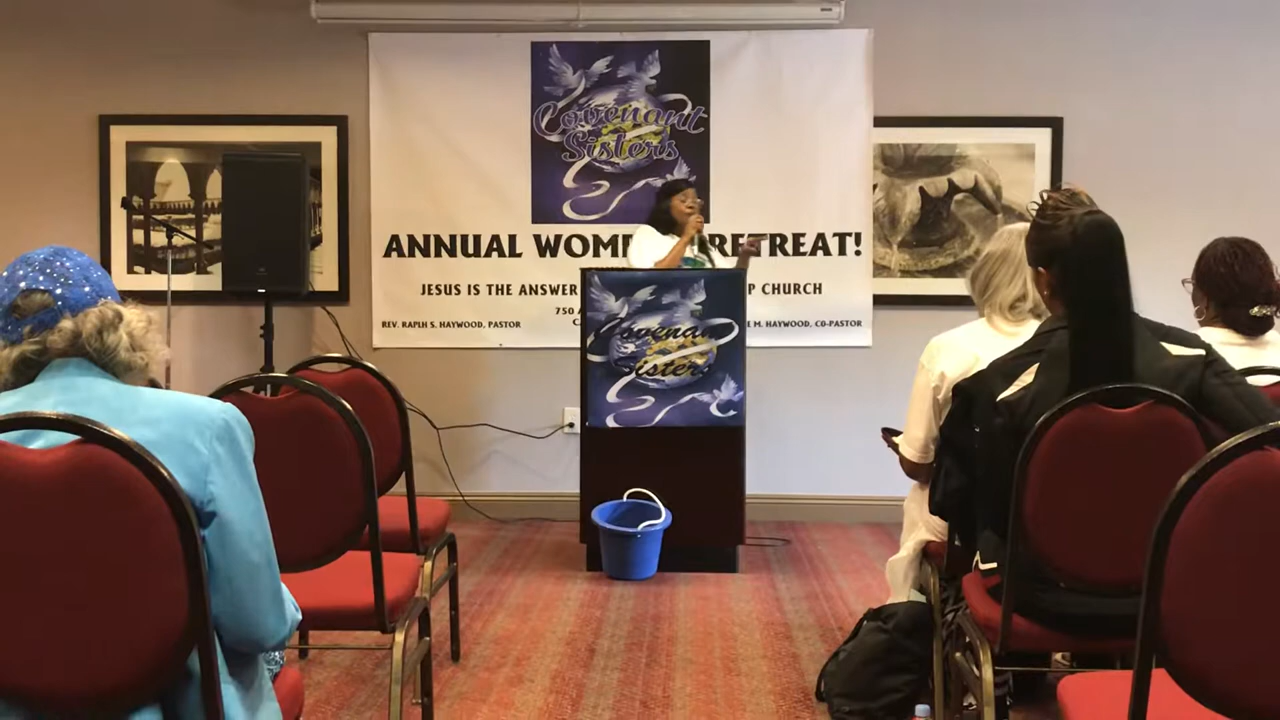 Covenant
Sisters
ANNUAL WOM RETREAT!
JESUS IS THE ANSWER P CHURCH
750
REV. RAPLH S. HAYWOOD, PASTOR E M. HAYWOOD, CO-PASTOR
Covenant
Sisters